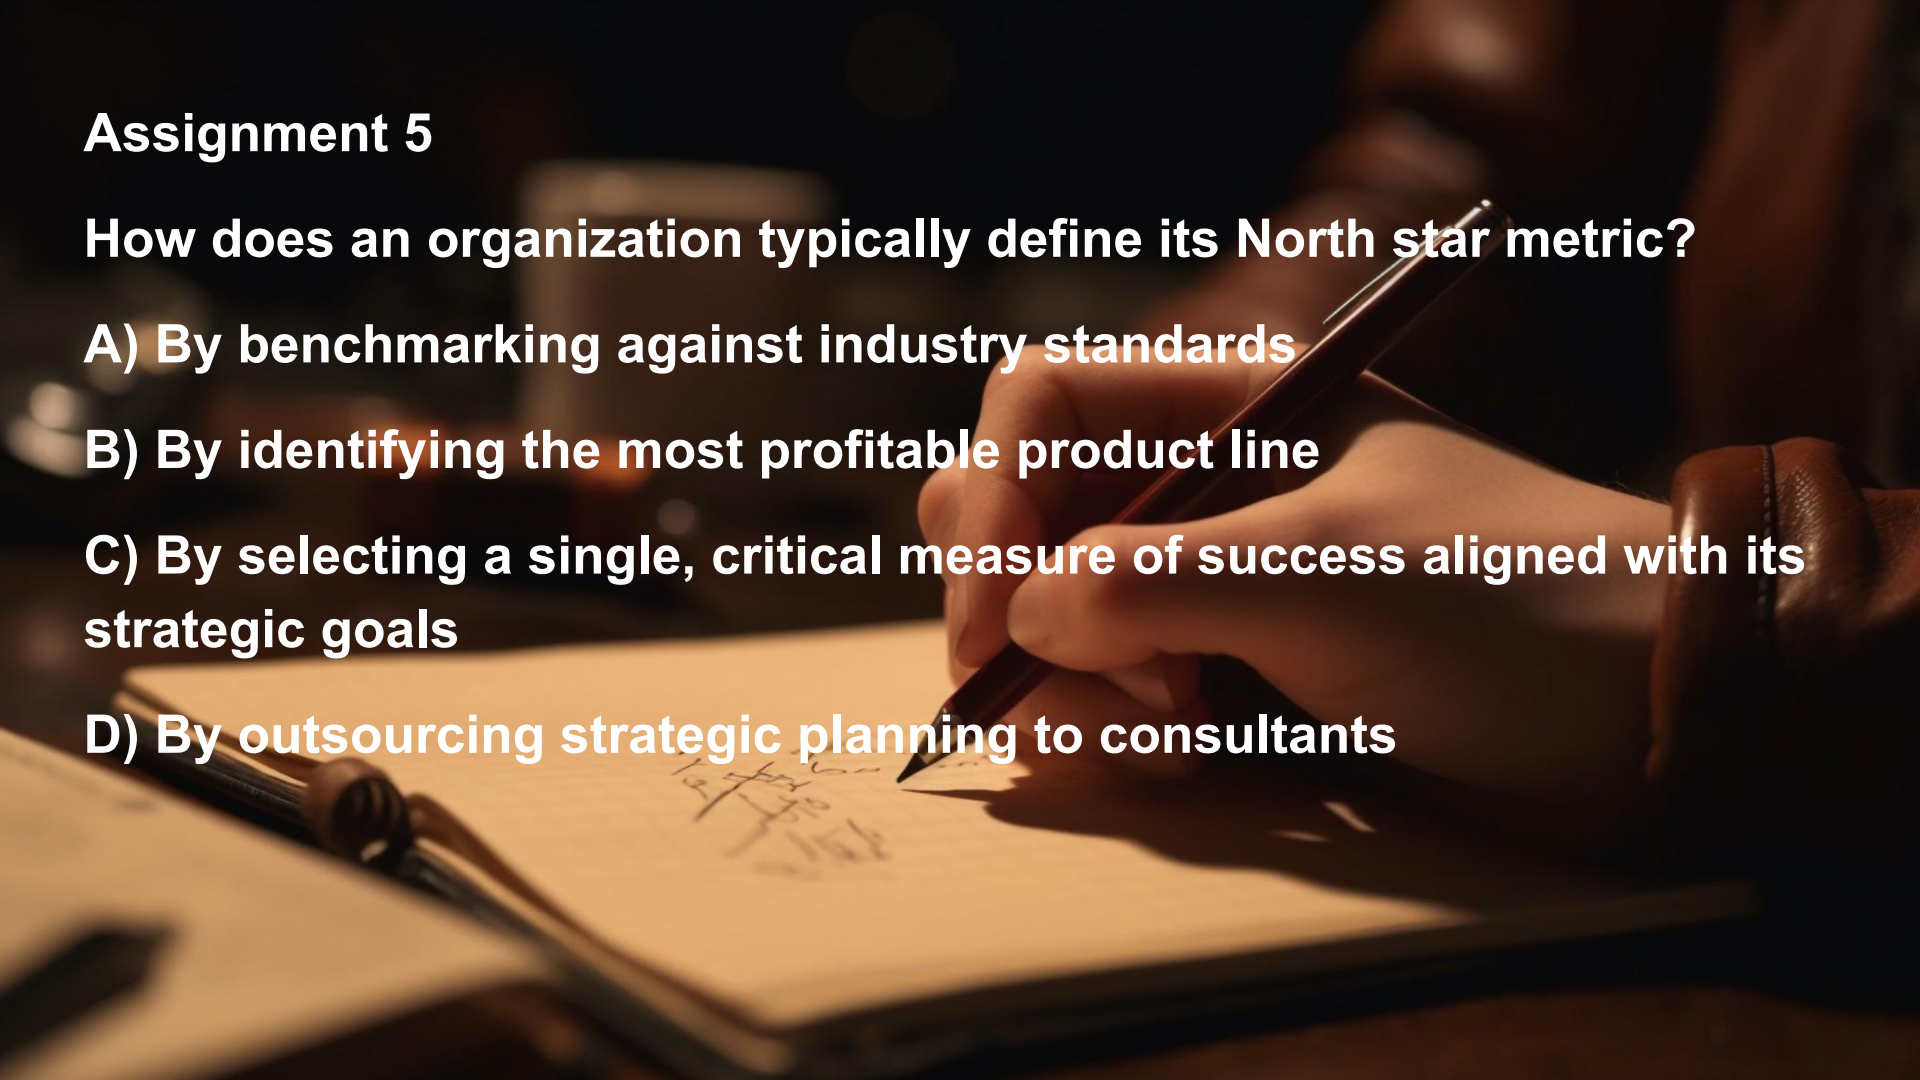 Assignment 5
How does an organization typically define its North star metric?
A) By benchmarking against industry standards
B) By identifying the most profitable product line
C) By selecting a single, critical measure of success aligned with its
strategic goals
D) By outsourcing strategic planning to consultants